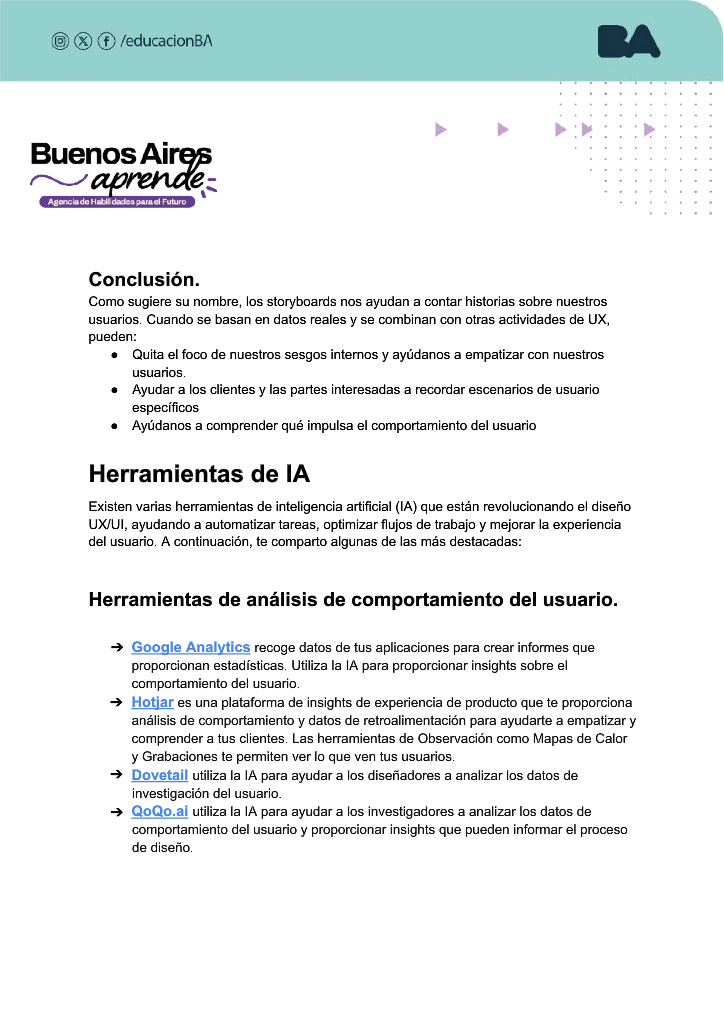 /educacionBA
BA
Buenos Aires
aprende
Agencia de Habilidades para el Futuro
Conclusión.
Como sugiere su nombre, los storyboards nos ayudan a contar historias sobre nuestros
usuarios. Cuando se basan en datos reales y se combinan con otras actividades de UX,
pueden:
● Quita el foco de nuestros sesgos internos y ayúdanos a empatizar con nuestros
usuarios.
● Ayudar a los clientes y las partes interesadas a recordar escenarios de usuario
específicos
● Ayúdanos a comprender qué impulsa el comportamiento del usuario
Herramientas de IA
Existen varias herramientas de inteligencia artificial (IA) que están revolucionando el diseño
UX/UI, ayudando a automatizar tareas, optimizar flujos de trabajo y mejorar la experiencia
del usuario. A continuación, te comparto algunas de las más destacadas:
Herramientas de análisis de comportamiento del usuario.
➔ Google Analytics recoge datos de tus aplicaciones para crear informes que
proporcionan estadísticas. Utiliza la IA para proporcionar insights sobre el
comportamiento del usuario.
➔ Hotjar es una plataforma de insights de experiencia de producto que te proporciona
análisis de comportamiento y datos de retroalimentación para ayudarte a empatizar y
comprender a tus clientes. Las herramientas de Observación como Mapas de Calor
y Grabaciones te permiten ver lo que ven tus usuarios.
➔ Dovetail utiliza la IA para ayudar a los diseñadores a analizar los datos de
investigación del usuario.
➔ QoQo.ai utiliza la IA para ayudar a los investigadores a analizar los datos de
comportamiento del usuario y proporcionar insights que pueden informar el proceso
de diseño.